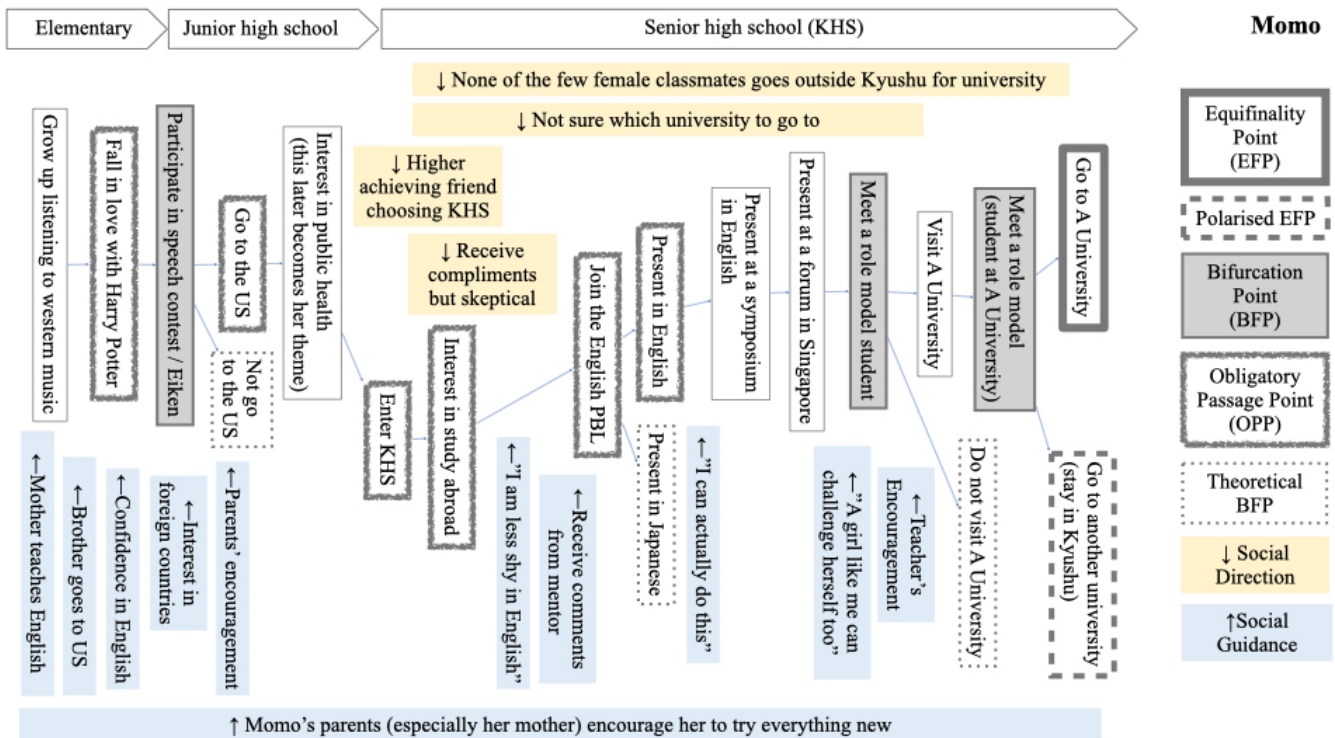 Elementary
Junior high school
Senior high school (KHS)
Momo
↓ None of the few female classmates goes outside Kyushu for university
↓ Not sure which university to go to
↓ Higher
achieving friend
choosing KHS
↓ Receive
compliments
but skeptical
Grow up listening to western music
Fall in love with Harry Potter
Participate in speech contest / Eiken
Go to the US
Not go
to the US
Interest in public health
(this later becomes her theme)
Enter KHS
Interest in study abroad
Join the English PBL
Present in English
Present in Japanese
Present at a symposium
in English
Present at a forum in Singapore
Meet a role model student
Visit A University
Do not visit A University
Meet a role model
(student at A University)
Go to A University
Go to another university
(stay in Kyushu)
←Mother teaches English
←Brother goes to US
←Confidence in English
←Interest in
foreign countries
←Parents’ encouragement
←”I am less shy in English”
←Receive comments
from mentor
←”I can actually do this”
←”A girl like me can
challenge herself too”
←Teacher’s
Encouragement
↑ Momo’s parents (especially her mother) encourage her to try everything new
Equifinality
Point
(EFP)
Polarised EFP
Bifurcation
Point
(BFP)
Obligatory
Passage Point
(OPP)
Theoretical
BFP
↓ Social
Direction
↑Social
Guidance